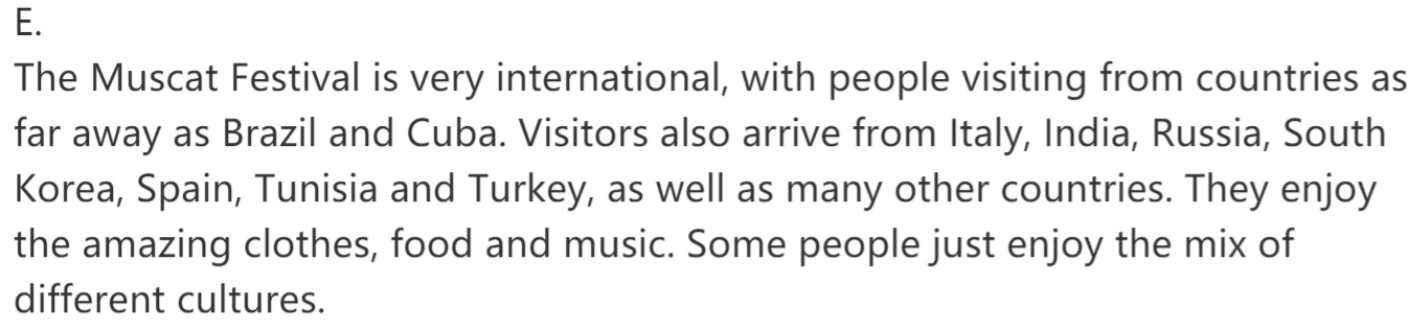 E.
The Muscat Festival is very international, with people visiting from countries as
far away as Brazil and Cuba. Visitors also arrive from Italy, India, Russia, South
Korea, Spain, Tunisia and Turkey, as well as many other countries. They enjoy
the amazing clothes, food and music. Some people just enjoy the mix of
different cultures.